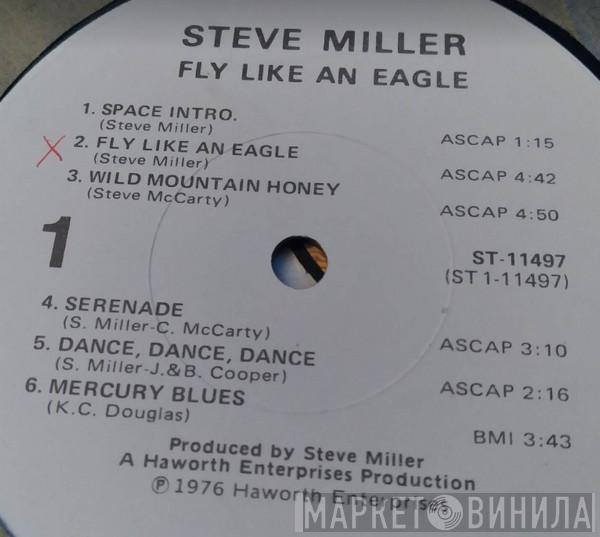 STEVE MILLER
FLY LIKE AN EAGLE
1. SPACE INTRO. ASCAP 1:15
(Steve Miller)
X 2. FLY LIKE AN EAGLE ASCAP 4:42
(Steve Miller)
3. WILD MOUNTAIN HONEY ASCAP 4:50
(Steve McCarty)
1
ST-11497
(ST 1-11497)
4. SERENADE ASCAP 3:10
(S. Miller-C. McCarty)
5. DANCE, DANCE, DANCE ASCAP 2:16
(S. Miller-J.&B. Cooper)
6. MERCURY BLUES BMI 3:43
(K.C. Douglas)
Produced by Steve Miller
A Haworth Enterprises Production
℗ 1976 Haworth Enterprises
МАРКЕТ ВИНИЛА